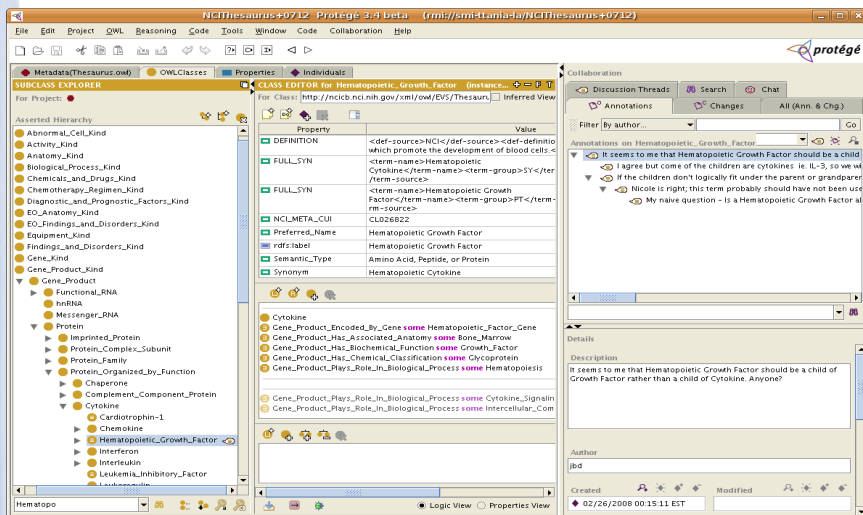 NCIThesaurus+0712 Protégé 3.4 beta (rmi://smi-ttania-la/NCIThesaurus+0712)
File Edit Project OWL Reasoning Code Tools Window Code Collaboration Help
protégé
Metadata(Thesaurus.owl) OWLClasses Properties Individuals
SUBCLASS EXPLORER
For Project:
Asserted Hierarchy
Abnormal_Cell_Kind
Activity_Kind
Anatomy_Kind
Biological_Process_Kind
Chemicals_and_Drugs_Kind
Chemotherapy_Regimen_Kind
Diagnostic_and_Prognostic_Factors_Kind
EO_Anatomy_Kind
EO_Findings_and_Disorders_Kind
Equipment_Kind
Findings_and_Disorders_Kind
Gene_Kind
Gene_Product_Kind
Gene_Product
Functional_RNA
hnRNA
Messenger_RNA
Protein
Imprinted_Protein
Protein_Complex_Subunit
Protein_Family
Protein_Organized_by_Function
Chaperone
Complement_Component_Protein
Cytokine
Cardiotrophin-1
Chemokine
Hematopoietic_Growth_Factor
Interferon
Interleukin
Leukemia_Inhibitory_Factor
Hematopo
CLASS EDITOR for Hematopoietic_Growth_Factor (instance...
For Class: http://ncicb.nci.nih.gov/xml/owl/EVS/Thesauru Inferred View
Property Value
DEFINITION <def-source>NCI</def-source><def-definitio
which promote the development of blood cells.<
FULL_SYN <term-name>Hematopoietic
Cytokine</term-name><term-group>SY</ter
/term-source>
FULL_SYN <term-name>Hematopoietic Growth
Factor</term-name><term-group>PT</term-
rm-source>
NCI_META_CUI CL026822
Preferred_Name Hematopoietic Growth Factor
rdfs:label Hematopoietic Growth Factor
Semantic_Type Amino Acid, Peptide, or Protein
Synonym Hematopoietic Cytokine
Cytokine
Gene_Product_Encoded_By_Gene some Hematopoietic_Factor_Gene
Gene_Product_Has_Associated_Anatomy some Bone_Marrow
Gene_Product_Has_Biochemical_Function some Growth_Factor
Gene_Product_Has_Chemical_Classification some Glycoprotein
Gene_Product_Plays_Role_In_Biological_Process some Hematopoiesis
Gene_Product_Plays_Role_In_Biological_Process some Cytokine_Signalin
Gene_Product_Plays_Role_In_Biological_Process some Intercellular_Com
Logic View Properties View
Collaboration
Discussion Threads Search Chat
Annotations Changes All (Ann. & Chg.)
Filter By author... Go
Annotations on Hematopoietic_Growth_Factor
It seems to me that Hematopoietic Growth Factor should be a child
I agree but come of the children are cytokines ie. IL-3, so we wi
If the children don't logically fit under the parent or grandparer
Nicole is right; this term probably should have not been use
My naive question - Is a Hematopoietic Growth Factor al
Details
Description
It seems to me that Hematopoietic Growth Factor should be a child of
Growth Factor rather than a child of Cytokine. Anyone?
Author
jbd
Created Modified
02/26/2008 00:15:11 EST